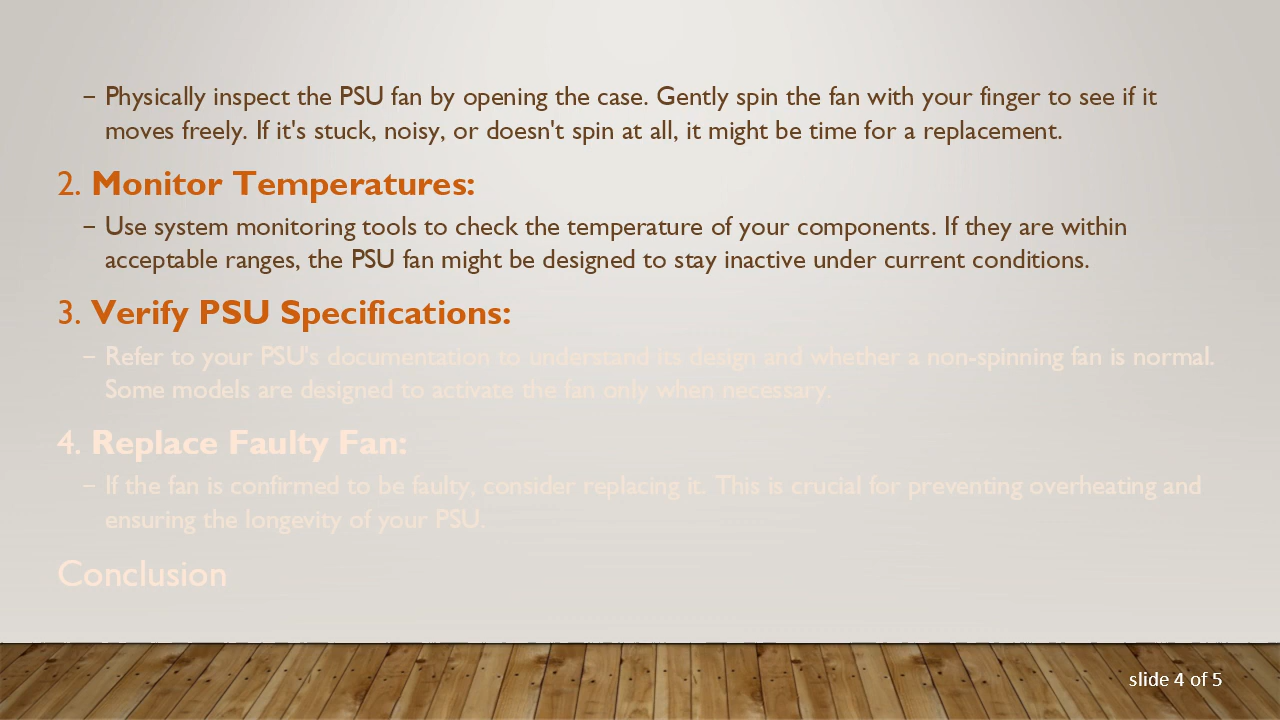 – Physically inspect the PSU fan by opening the case. Gently spin the fan with your finger to see if it
moves freely. If it's stuck, noisy, or doesn't spin at all, it might be time for a replacement.
2. Monitor Temperatures:
– Use system monitoring tools to check the temperature of your components. If they are within
acceptable ranges, the PSU fan might be designed to stay inactive under current conditions.
3. Verify PSU Specifications:
– Refer to your PSU's documentation to understand its design and whether a non-spinning fan is normal.
Some models are designed to activate the fan only when necessary.
4. Replace Faulty Fan:
– If the fan is confirmed to be faulty, consider replacing it. This is crucial for preventing overheating and
ensuring the longevity of your PSU.
Conclusion
slide 4 of 5